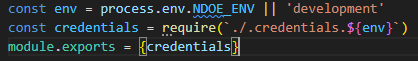 const env = process.env.NDOE_ENV || 'development'
const credentials = require(`./.credentials.${env}`)
module.exports = {credentials}